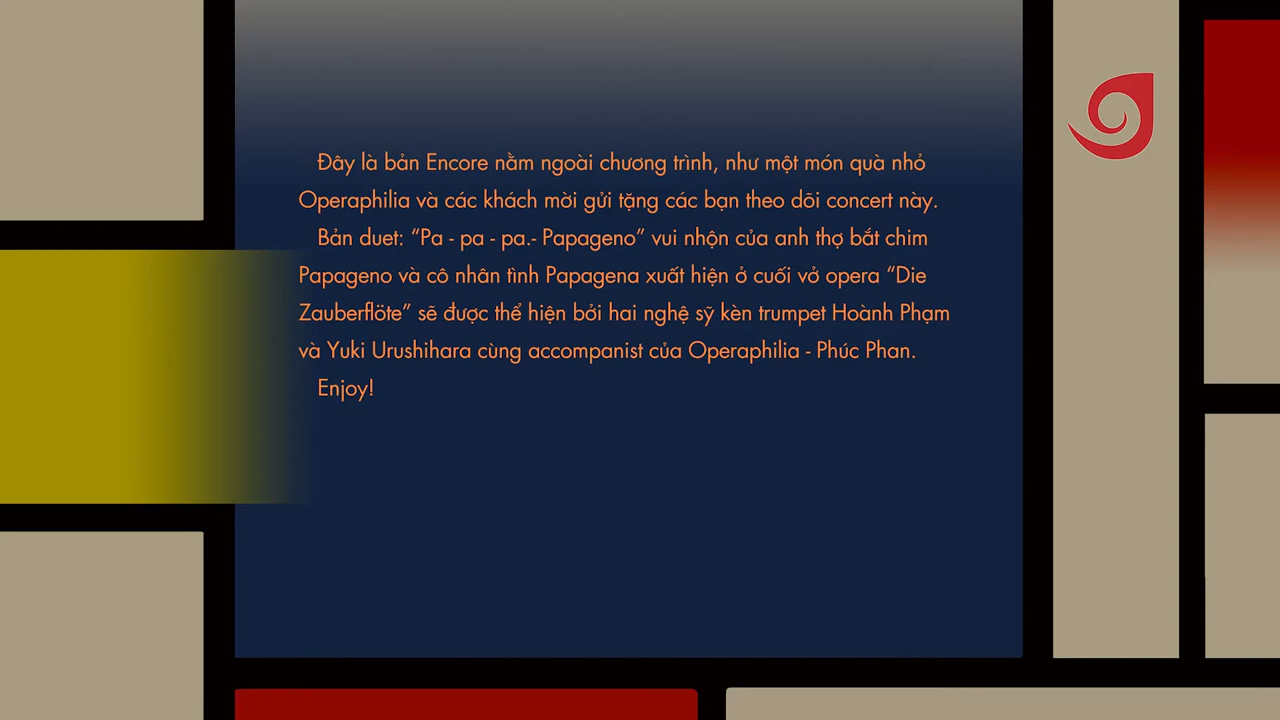 Đây là bản Encore nằm ngoài chương trình, như một món quà nhỏ
Operaphilia và các khách mời gửi tặng các bạn theo dõi concert này.
Bản duet: “Pa - pa - pa.- Papageno” vui nhộn của anh thợ bắt chim
Papageno và cô nhân tình Papagena xuất hiện ở cuối vở opera “Die
Zauberflöte” sẽ được thể hiện bởi hai nghệ sỹ kèn trumpet Hoành Phạm
và Yuki Urushihara cùng accompanist của Operaphilia - Phúc Phan.
Enjoy!